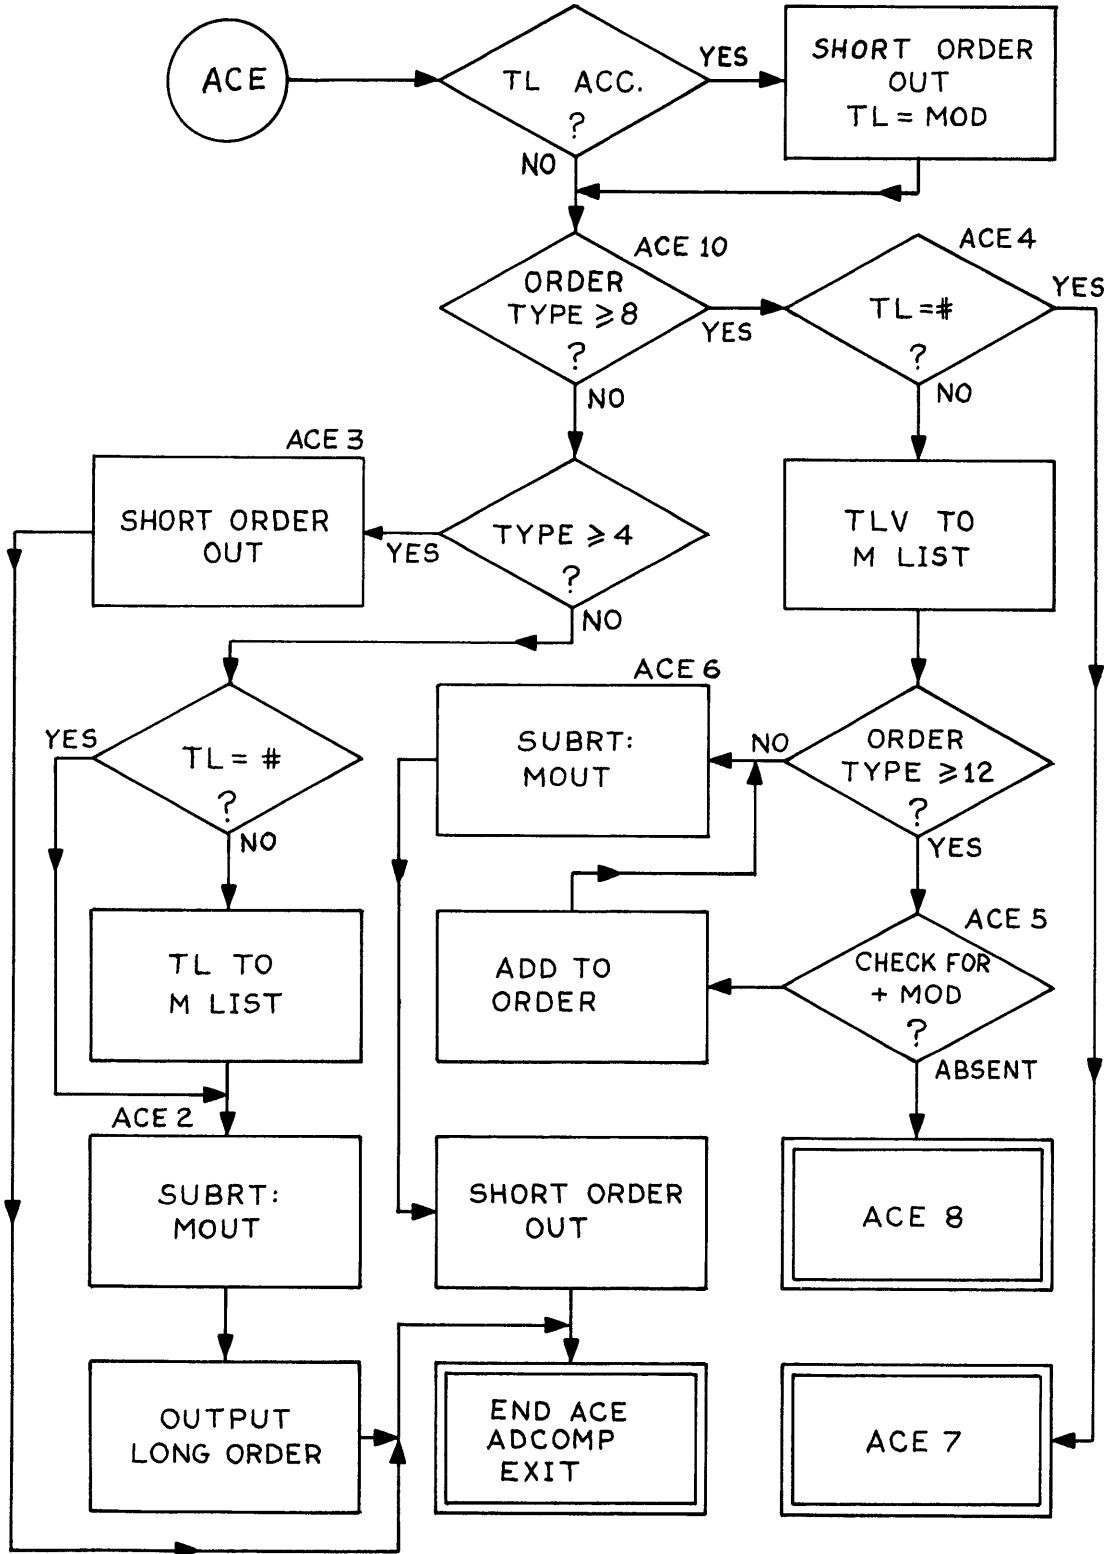 ACE
TL ACC.
?
YES
NO
SHORT ORDER
OUT
TL = MOD
ACE 10
ORDER
TYPE ≥ 8
?
YES
NO
ACE 4
TL = #
?
YES
NO
ACE 3
SHORT ORDER
OUT
TYPE ≥ 4
?
YES
NO
TLV TO
M LIST
TL = #
?
YES
NO
ACE 6
SUBRT:
MOUT
ORDER
TYPE ≥ 12
?
NO
YES
TL TO
M LIST
ADD TO
ORDER
ACE 5
CHECK FOR
+ MOD
?
ABSENT
ACE 2
SUBRT:
MOUT
SHORT ORDER
OUT
ACE 8
OUTPUT
LONG ORDER
END ACE
ADCOMP
EXIT
ACE 7